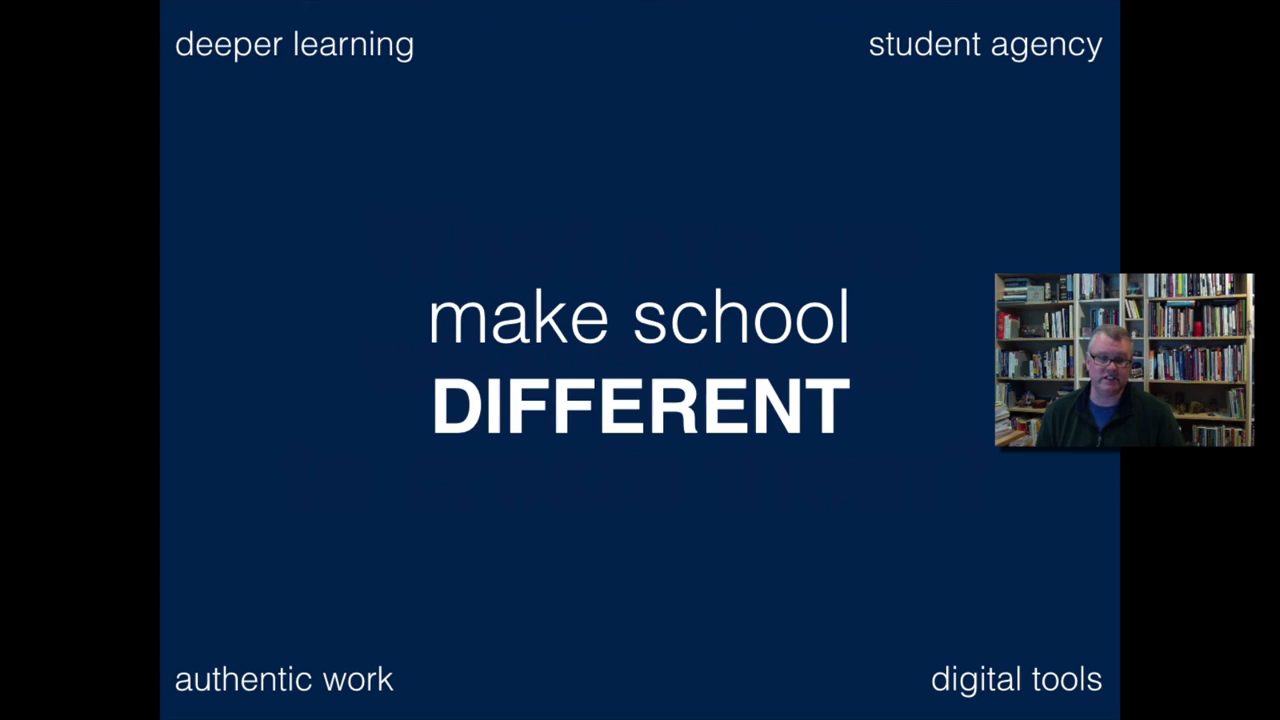 deeper learning
student agency
make school
DIFFERENT
authentic work
digital tools